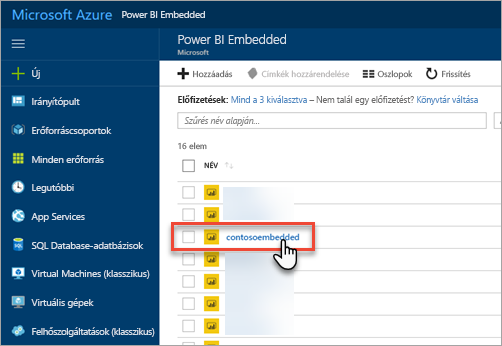 Microsoft Azure Power BI Embedded
Power BI Embedded
Microsoft
Új
Irányítópult
Erőforráscsoportok
Minden erőforrás
Legutóbbi
App Services
SQL Database-adatbázisok
Virtual Machines (klasszikus)
Virtuális gépek
Felhőszolgáltatások (klasszikus)
Hozzáadás Címkék hozzárendelése Oszlopok Frissítés
Előfizetések: Mind a 3 kiválasztva – Nem talál egy előfizetést? Könyvtár váltása
Szűrés név alapján...
16 elem
NÉV
contosoembedded